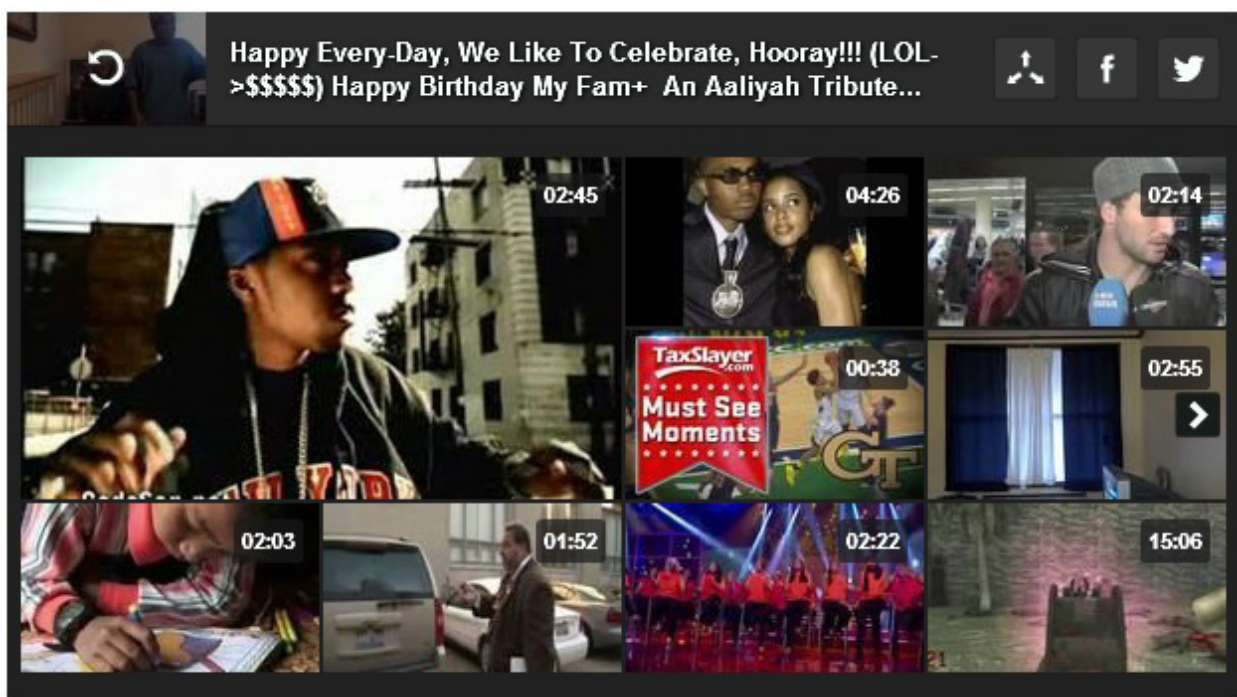 Happy Every-Day, We Like To Celebrate, Hooray!!! (LOL-
>$$$$$) Happy Birthday My Fam+ An Aaliyah Tribute...
f
02:45
04:26
02:14
TaxSlayer
.com
00:38
Must See
Moments
GT
02:55
02:03
01:52
02:22
15:06
21